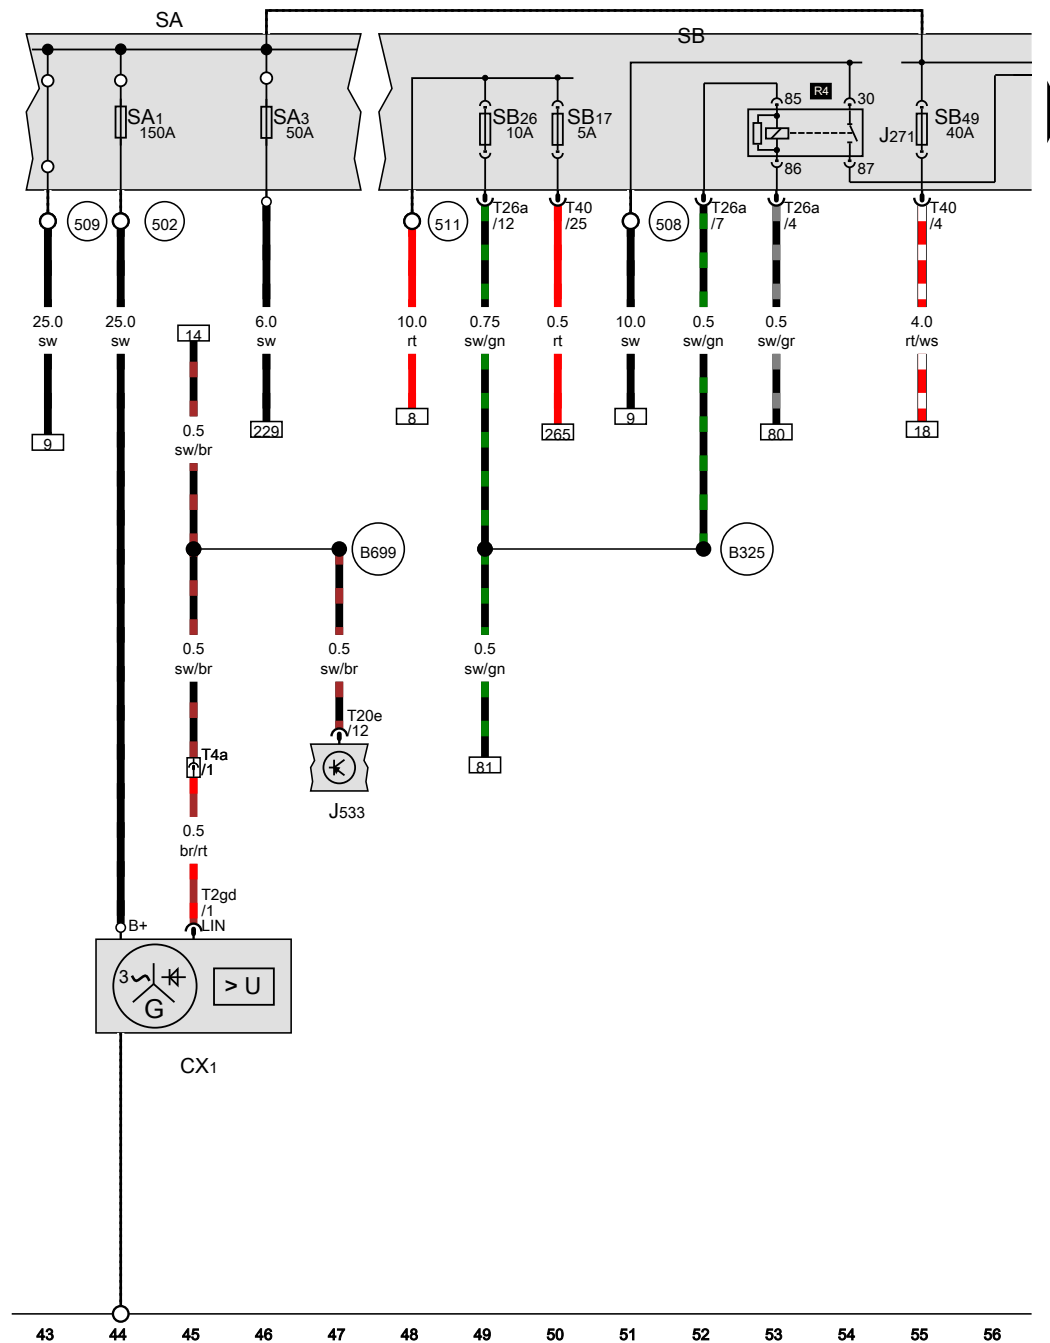 SA
SB
SA1
150A
SA3
50A
SB26
10A
SB17
5A
85
R4
30
J271
SB49
40A
86
87
509
502
511
T26a
/12
T40
/25
508
T26a
/7
T26a
/4
T40
/4
25.0
sw
25.0
sw
14
6.0
sw
10.0
rt
0.75
sw/gn
0.5
rt
10.0
sw
0.5
sw/gn
0.5
sw/gr
4.0
rt/ws
9
0.5
sw/br
229
8
265
9
80
18
B699
B325
0.5
sw/br
0.5
sw/br
0.5
sw/gn
T20e
/12
T4a
/1
81
J533
0.5
br/rt
T2gd
/1
B+
LIN
3
G
> U
CX1
43 44 45 46 47 48 49 50 51 52 53 54 55 56